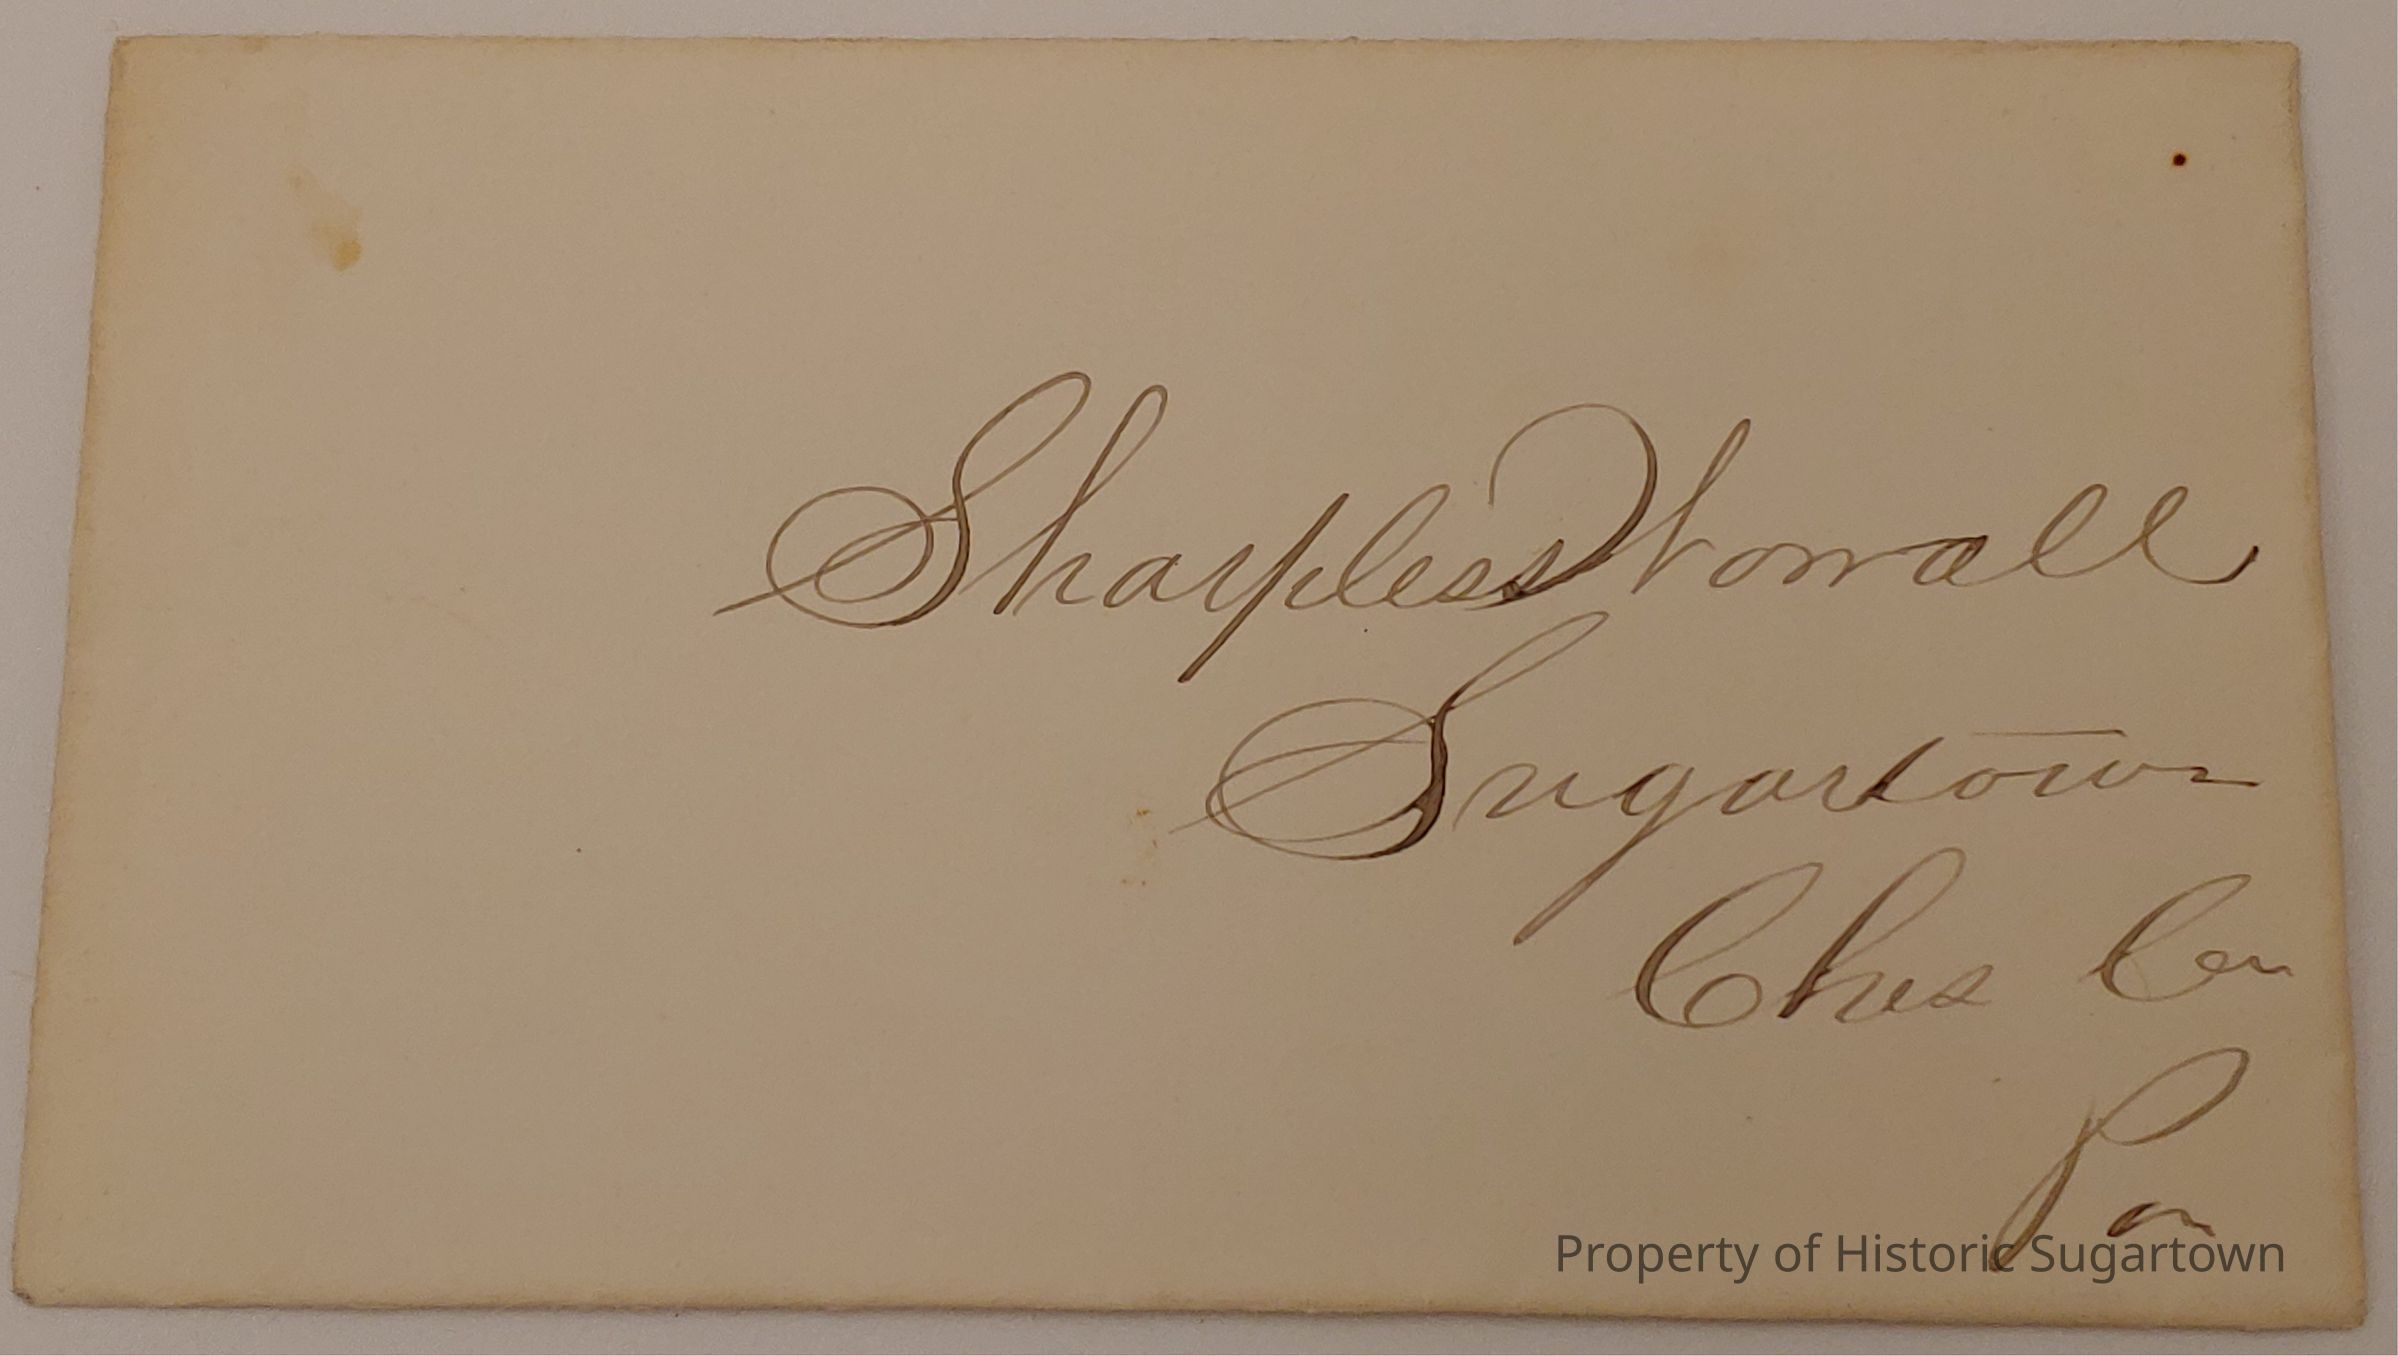 Sharpless Worrall
Sugartown
Ches Co
Pa
Property of Historic Sugartown